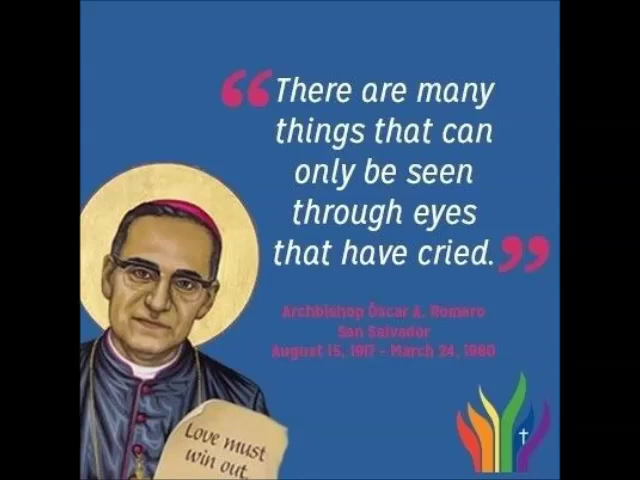 “There are many
things that can
only be seen
through eyes
that have cried.”
Archbishop Óscar A. Romero
San Salvador
August 15, 1917 - March 24, 1980
Love must
win out.